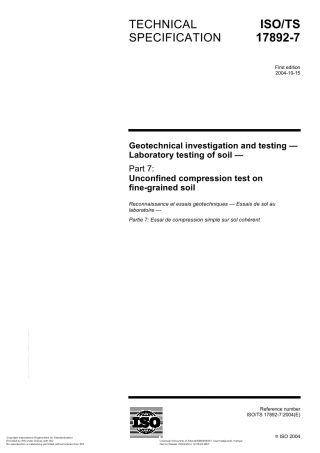 TECHNICAL
SPECIFICATION
ISO/TS
17892-7
First edition
2004-10-15
Geotechnical investigation and testing —
Laboratory testing of soil —
Part 7:
Unconfined compression test on
fine-grained soil
Reconnaissance et essais géotechniques — Essais de sol au
laboratoire —
Partie 7: Essai de compression simple sur sol cohérent
Reference number
ISO/TS 17892-7:2004(E)
ISO
© ISO 2004